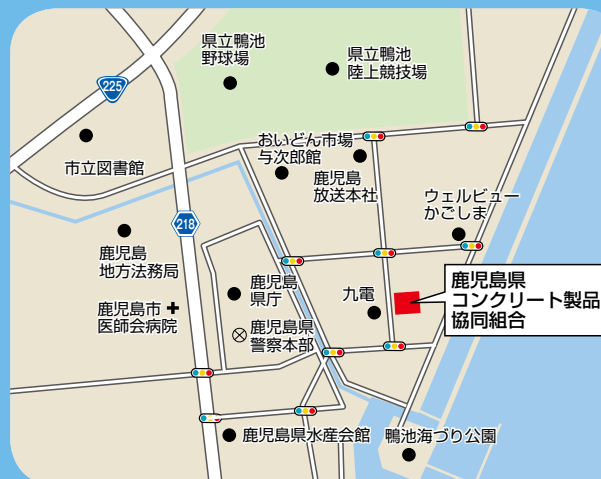 県立鴨池
野球場
県立鴨池
陸上競技場
225
おいどん市場
与次郎館
市立図書館
鹿児島
放送本社
ウェルビュー
かごしま
218
鹿児島
地方法務局
鹿児島
県庁
九電
鹿児島県
コンクリート製品
協同組合
鹿児島市
医師会病院
鹿児島県
警察本部
鹿児島県水産会館
鴨池海づり公園